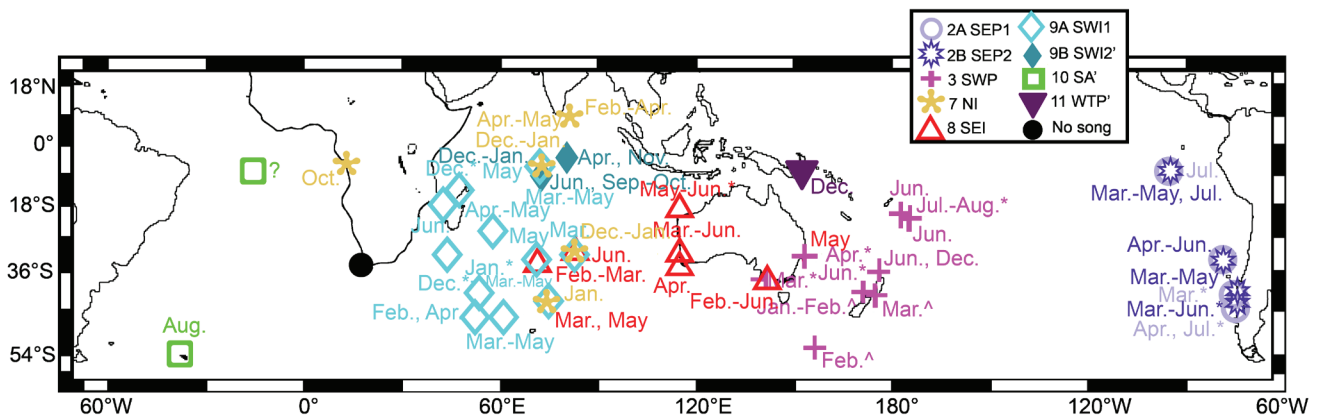 2A SEP1
9A SWI1
2B SEP2
9B SWI2'
3 SWP
10 SA'
7 NI
11 WTP'
8 SEI
No song
18°N
0°
18°S
36°S
54°S
Feb.-Apr.
Apr.-May
Dec.-Jan.
Dec.-Jan.
Apr., Nov.
Dec.*
May
Jun., Sep.-Oct.
Mar.-May
Apr.-May
Jun.
?
Oct.
Aug.
May
Mar.
Dec.-Jan.
Jun.
Jan.*
Mar.-May
Feb.-Mar.
Dec.*
Jan.
Feb., Apr.
Mar., May
Mar.-May
May-Jun.*
Mar.-Jun.
Apr.
Feb.-Jun.
May
Dec.
Jun.
Jul.-Aug.*
Jun.
Apr.*
Jun., Dec.
Mar.*
Jun.*
Jan.-Feb.^
Mar.^
Feb.^
Jul.
Mar.-May, Jul.
Apr.-Jun.
Mar.-May
Mar.*
Mar.-Jun.*
Apr., Jul.*
60°W
0°
60°E
120°E
180°
120°W
60°W